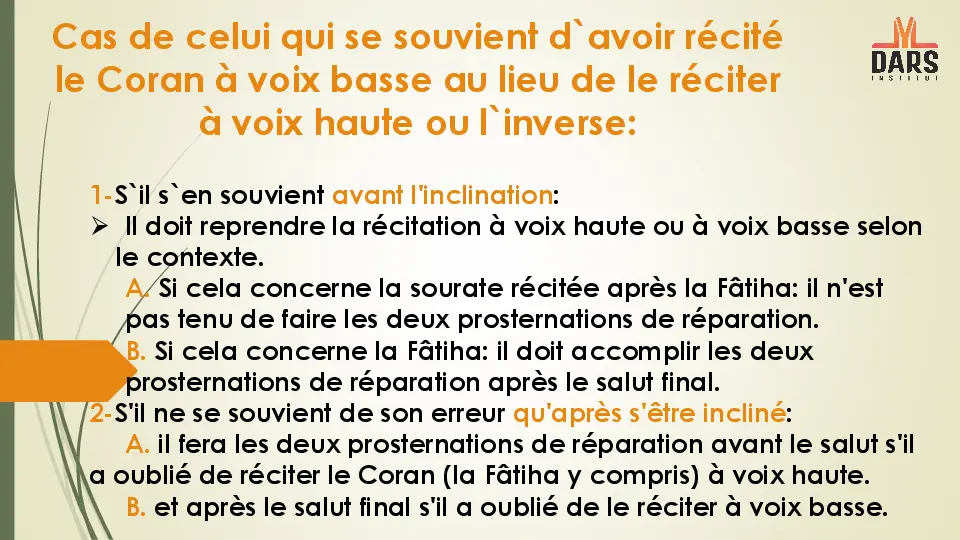 Cas de celui qui se souvient d`avoir récité
le Coran à voix basse au lieu de le réciter
à voix haute ou l`inverse:
DARS
INSTITUT
1-S`il s`en souvient avant l'inclination:
➢ Il doit reprendre la récitation à voix haute ou à voix basse selon
le contexte.
A. Si cela concerne la sourate récitée après la Fâtiha: il n'est
pas tenu de faire les deux prosternations de réparation.
B. Si cela concerne la Fâtiha: il doit accomplir les deux
prosternations de réparation après le salut final.
2-S'il ne se souvient de son erreur qu'après s'être incliné:
A. il fera les deux prosternations de réparation avant le salut s'il
a oublié de réciter le Coran (la Fâtiha y compris) à voix haute.
B. et après le salut final s'il a oublié de le réciter à voix basse.